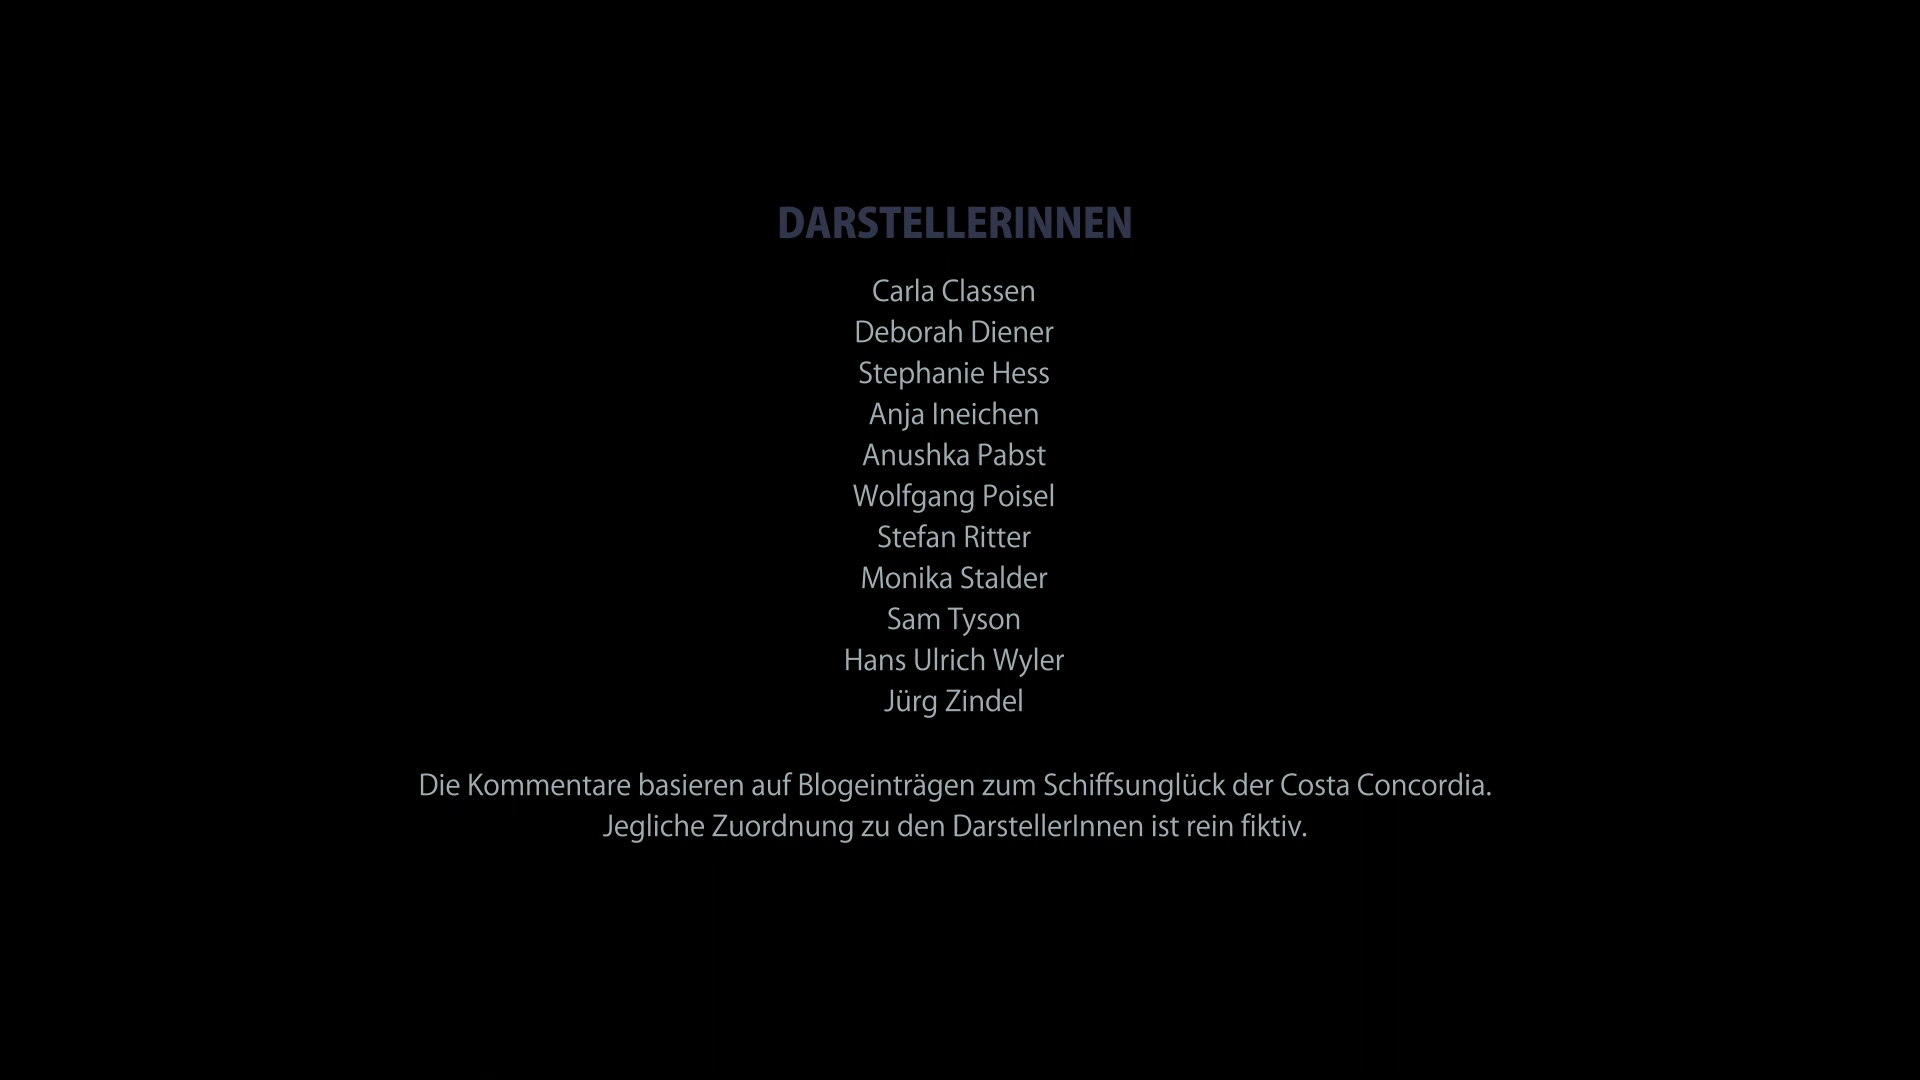 DARSTELLERINNEN
Carla Classen
Deborah Diener
Stephanie Hess
Anja Ineichen
Anushka Pabst
Wolfgang Poisel
Stefan Ritter
Monika Stalder
Sam Tyson
Hans Ulrich Wyler
Jürg Zindel
Die Kommentare basieren auf Blogeinträgen zum Schiffsunglück der Costa Concordia.
Jegliche Zuordnung zu den DarstellerInnen ist rein fiktiv.